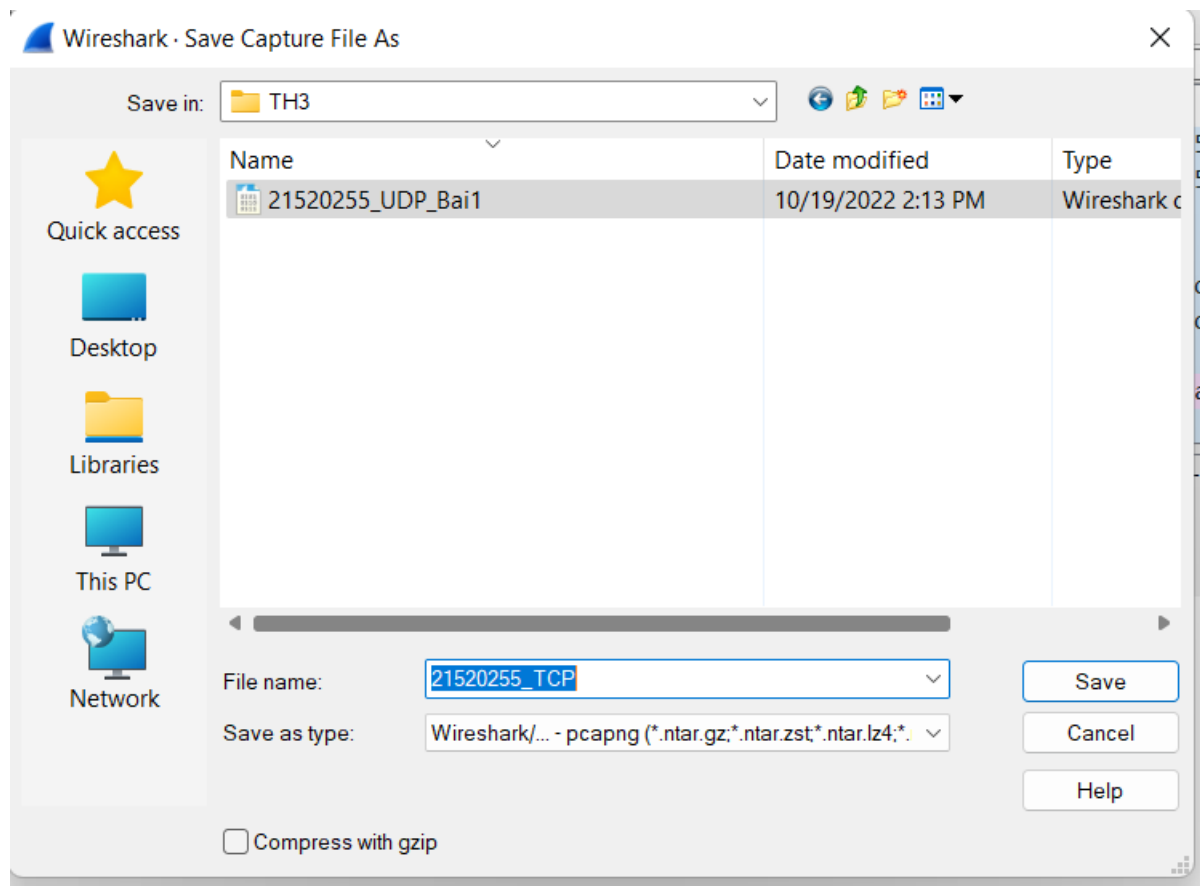 Wireshark · Save Capture File As
Save in: TH3
Name Date modified Type
21520255_UDP_Bai1 10/19/2022 2:13 PM Wireshark
Quick access
Desktop
Libraries
This PC
Network
File name: 21520255_TCP Save
Save as type: Wireshark/... - pcapng (*.ntar.gz;*.ntar.zst;*.ntar.lz4;*. Cancel
Help
Compress with gzip